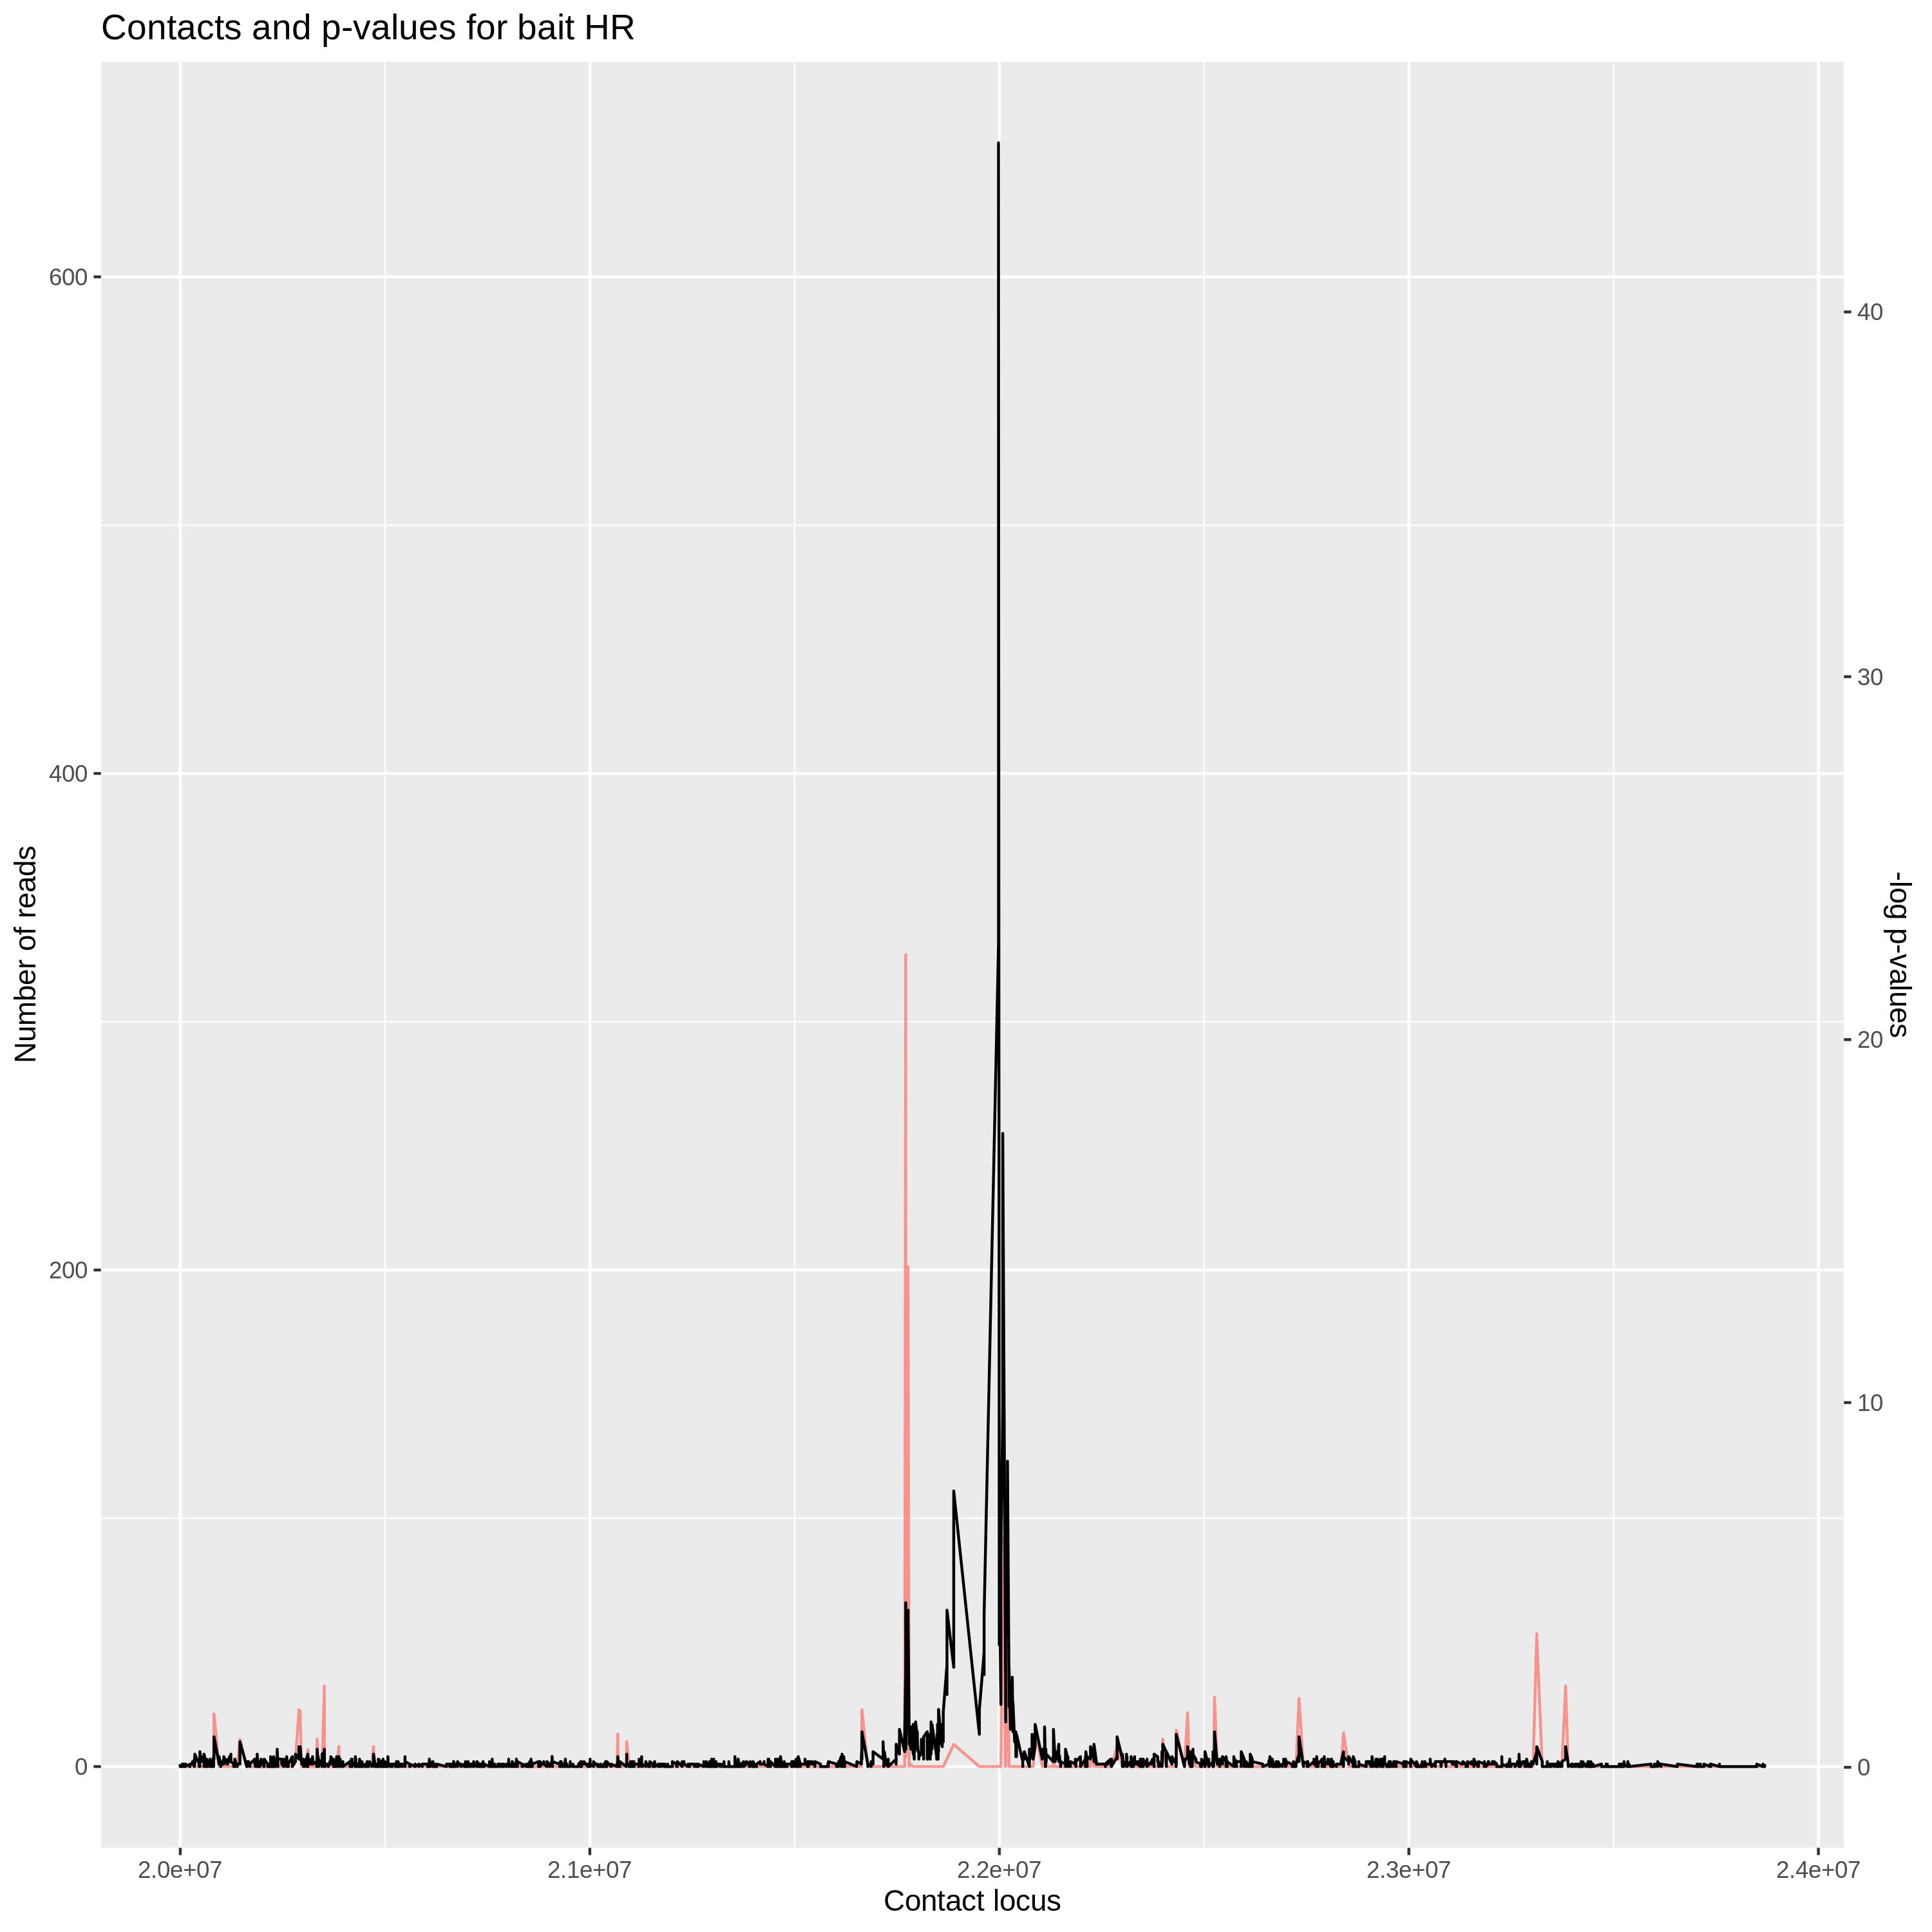 Contacts and p-values for bait HR
600
400
200
0
Number of reads
40
30
20
10
0
-log p-values
2.0e+07
2.1e+07
2.2e+07
2.3e+07
2.4e+07
Contact locus